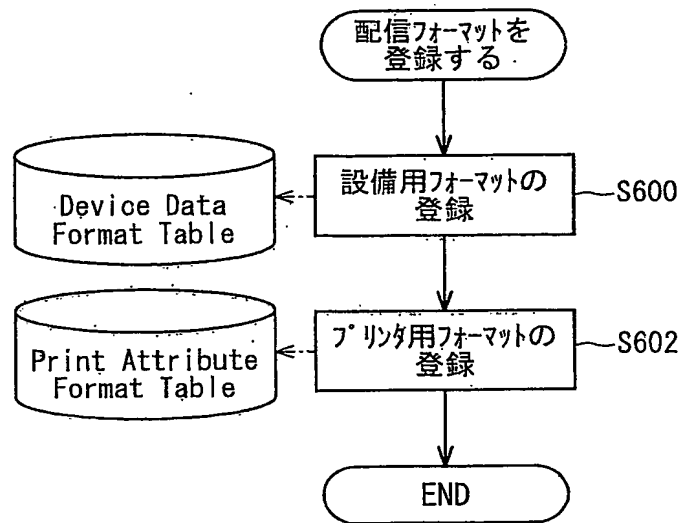 配信フォーマットを
登録する
設備用フォーマットの
登録
S600
Device Data
Format Table
プリンタ用フォーマットの
登録
S602
Print Attribute
Format Table
END